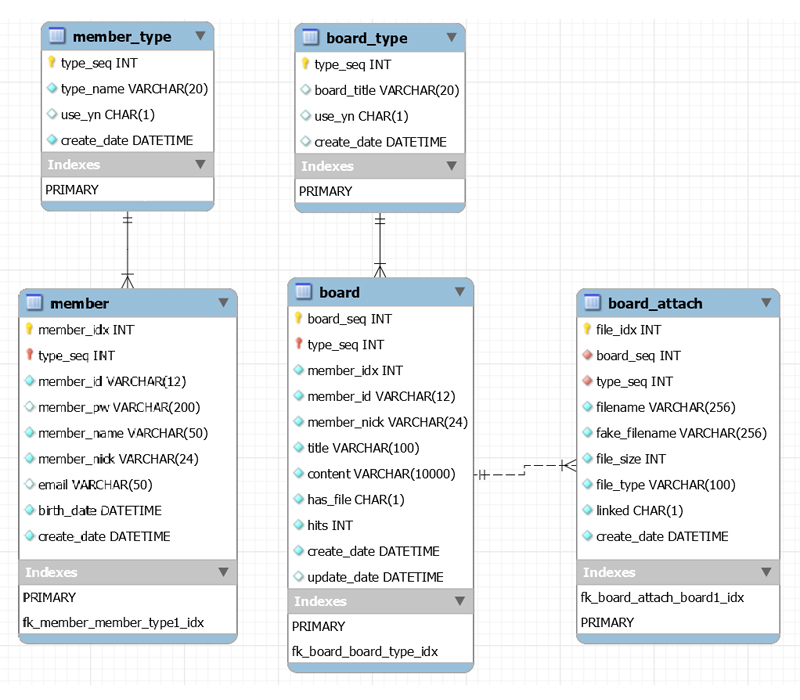 member_type
type_seq INT
type_name VARCHAR(20)
use_yn CHAR(1)
create_date DATETIME
Indexes
PRIMARY
board_type
type_seq INT
board_title VARCHAR(20)
use_yn CHAR(1)
create_date DATETIME
Indexes
PRIMARY
member
member_idx INT
type_seq INT
member_id VARCHAR(12)
member_pw VARCHAR(200)
member_name VARCHAR(50)
member_nick VARCHAR(24)
email VARCHAR(50)
birth_date DATETIME
create_date DATETIME
Indexes
PRIMARY
fk_member_member_type1_idx
board
board_seq INT
type_seq INT
member_idx INT
member_id VARCHAR(12)
member_nick VARCHAR(24)
title VARCHAR(100)
content VARCHAR(10000)
has_file CHAR(1)
hits INT
create_date DATETIME
update_date DATETIME
Indexes
PRIMARY
fk_board_board_type_idx
board_attach
file_idx INT
board_seq INT
type_seq INT
filename VARCHAR(256)
fake_filename VARCHAR(256)
file_size INT
file_type VARCHAR(100)
linked CHAR(1)
create_date DATETIME
Indexes
fk_board_attach_board1_idx
PRIMARY